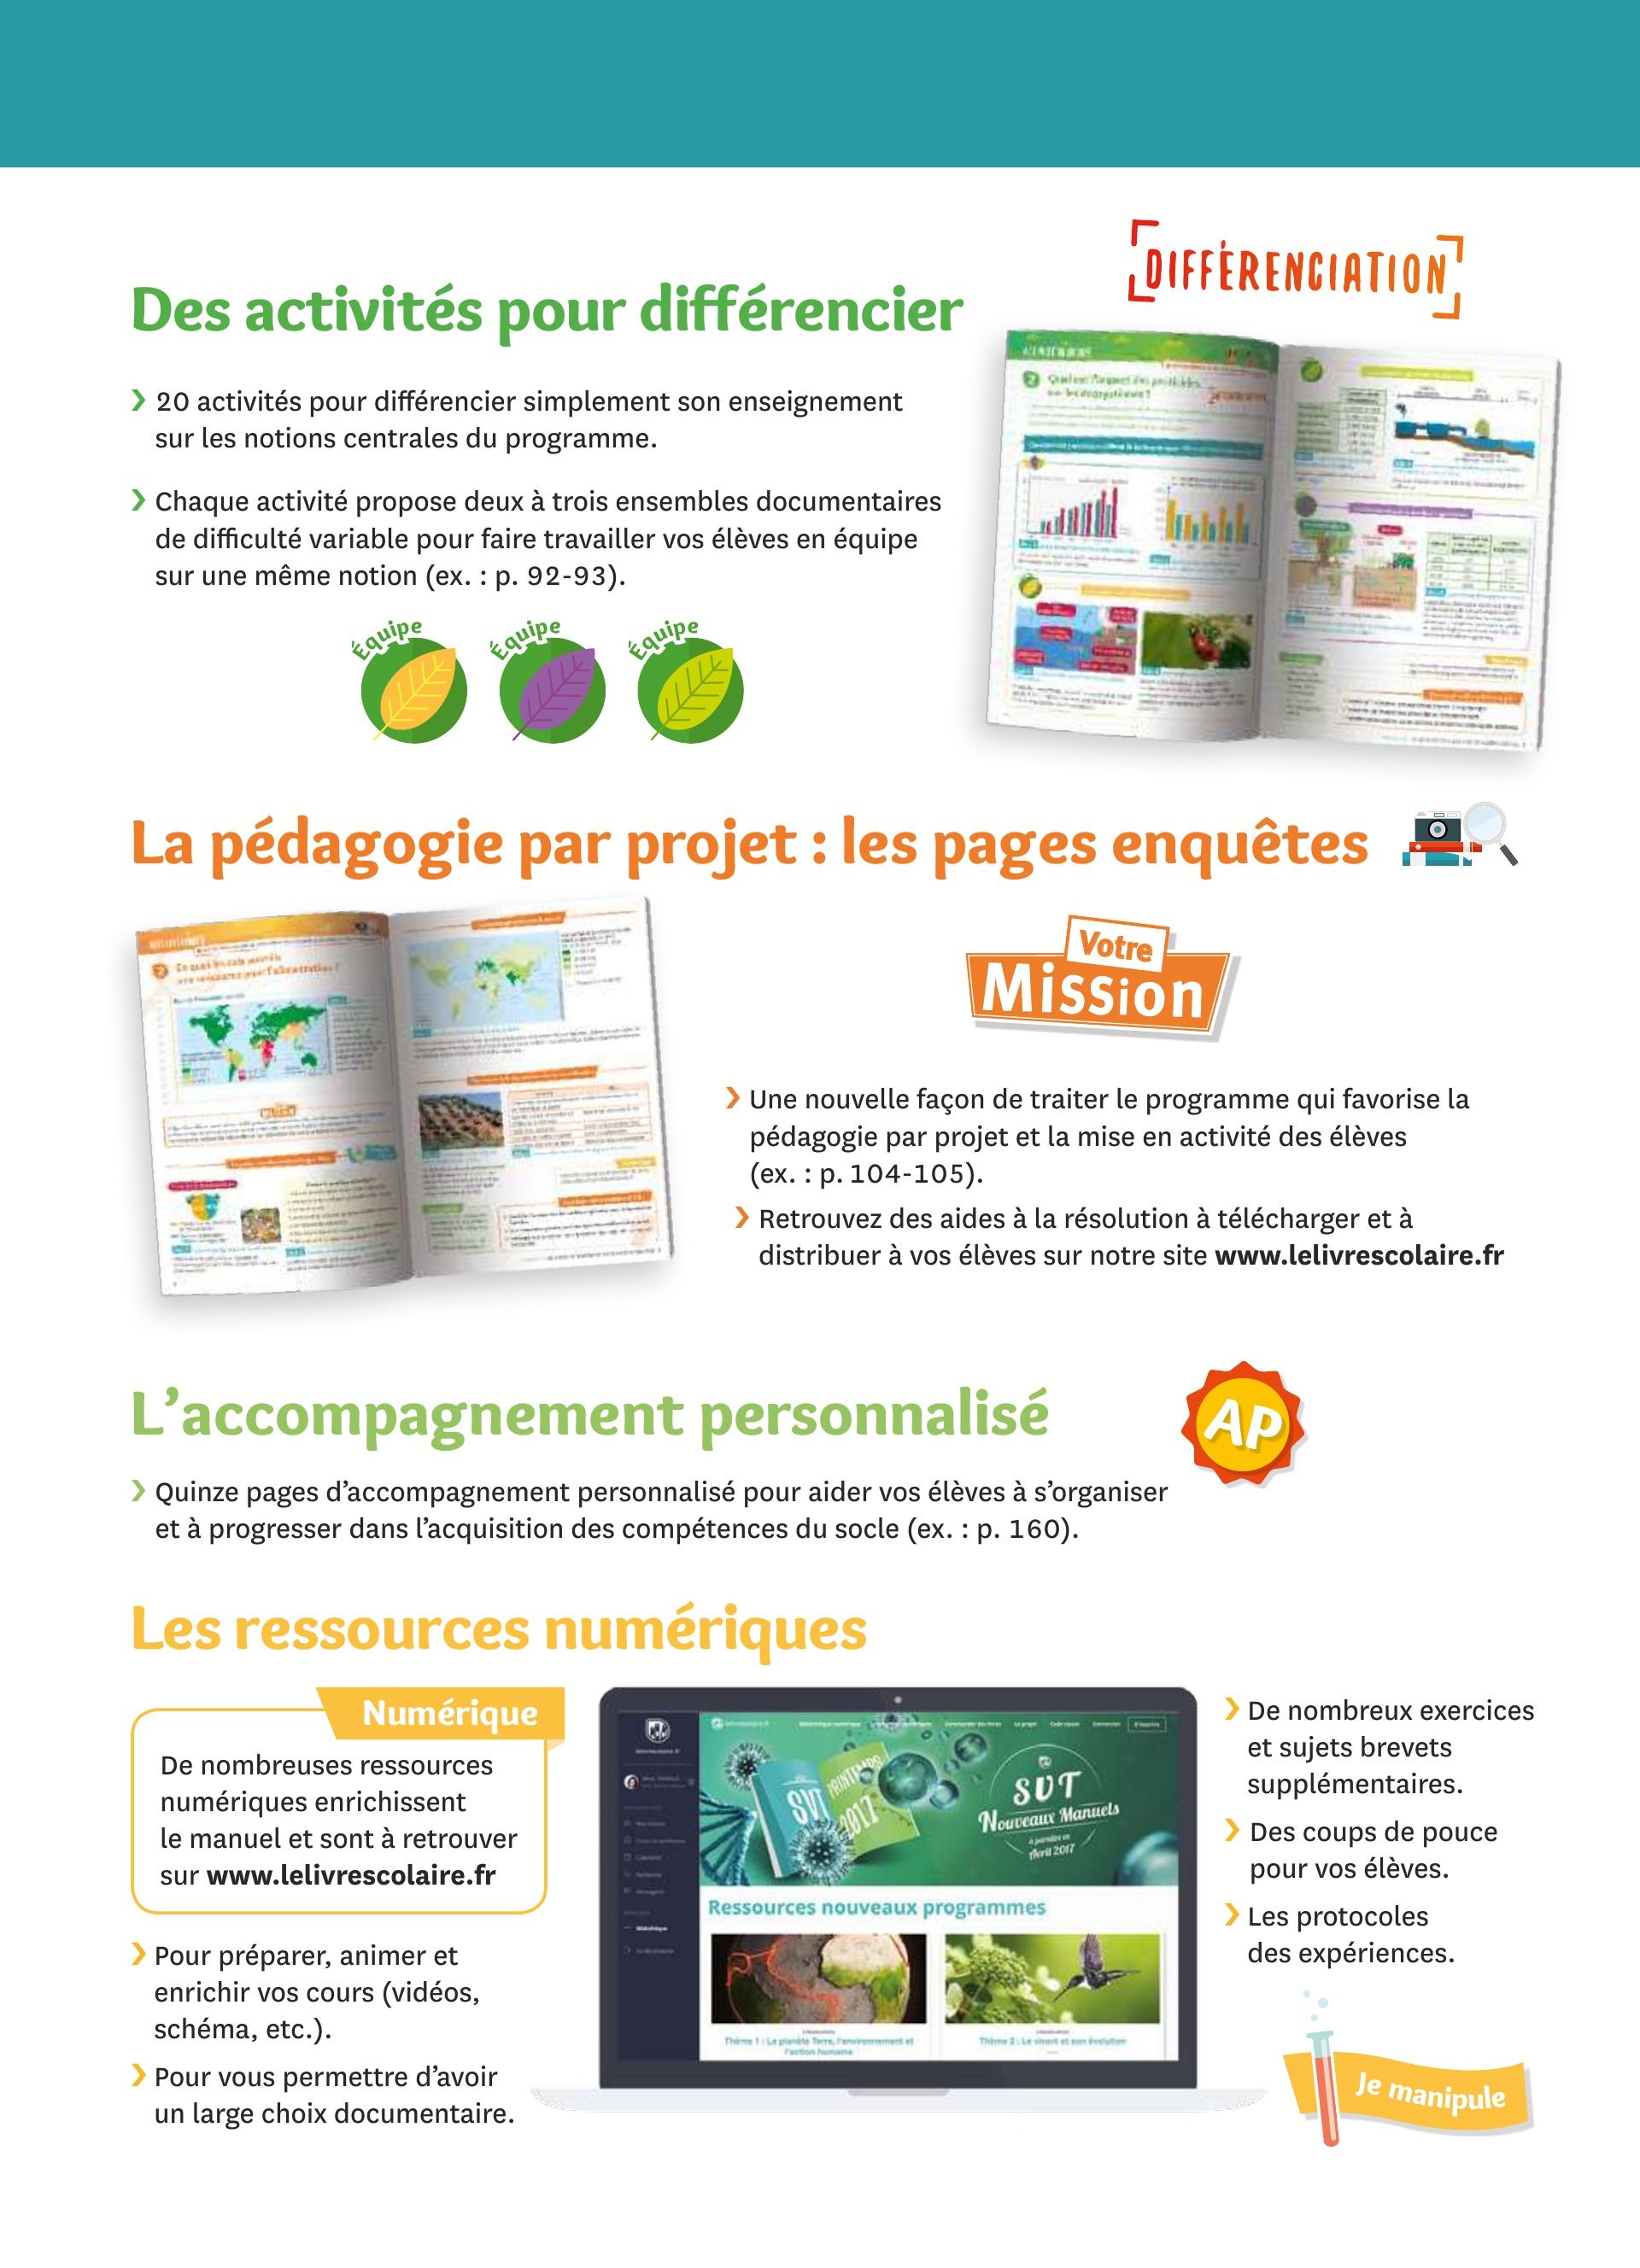 DIFFÉRENCIATION
Des activités pour différencier
20 activités pour différencier simplement son enseignement
sur les notions centrales du programme.
Chaque activité propose deux à trois ensembles documentaires
de difficulté variable pour faire travailler vos élèves en équipe
sur une même notion (ex. : p. 92-93).
Équipe
Équipe
Équipe
La pédagogie par projet : les pages enquêtes
Votre
Mission
Une nouvelle façon de traiter le programme qui favorise la
pédagogie par projet et la mise en activité des élèves
(ex. : p. 104-105).
Retrouvez des aides à la résolution à télécharger et à
distribuer à vos élèves sur notre site www.lelivrescolaire.fr
L’accompagnement personnalisé
AP
Quinze pages d’accompagnement personnalisé pour aider vos élèves à s’organiser
et à progresser dans l’acquisition des compétences du socle (ex. : p. 160).
Les ressources numériques
Numérique
De nombreuses ressources
numériques enrichissent
le manuel et sont à retrouver
sur www.lelivrescolaire.fr
Pour préparer, animer et
enrichir vos cours (vidéos,
schéma, etc.).
Pour vous permettre d’avoir
un large choix documentaire.
SVT
PRINTEMPS
2017
SVT
Nouveaux Manuels
à paraître en
Avril 2017
Ressources nouveaux programmes
Thème 1 : La planète Terre, l'environnement et
l'action humaine
Thème 2 : Le vivant et son évolution
De nombreux exercices
et sujets brevets
supplémentaires.
Des coups de pouce
pour vos élèves.
Les protocoles
des expériences.
Je manipule